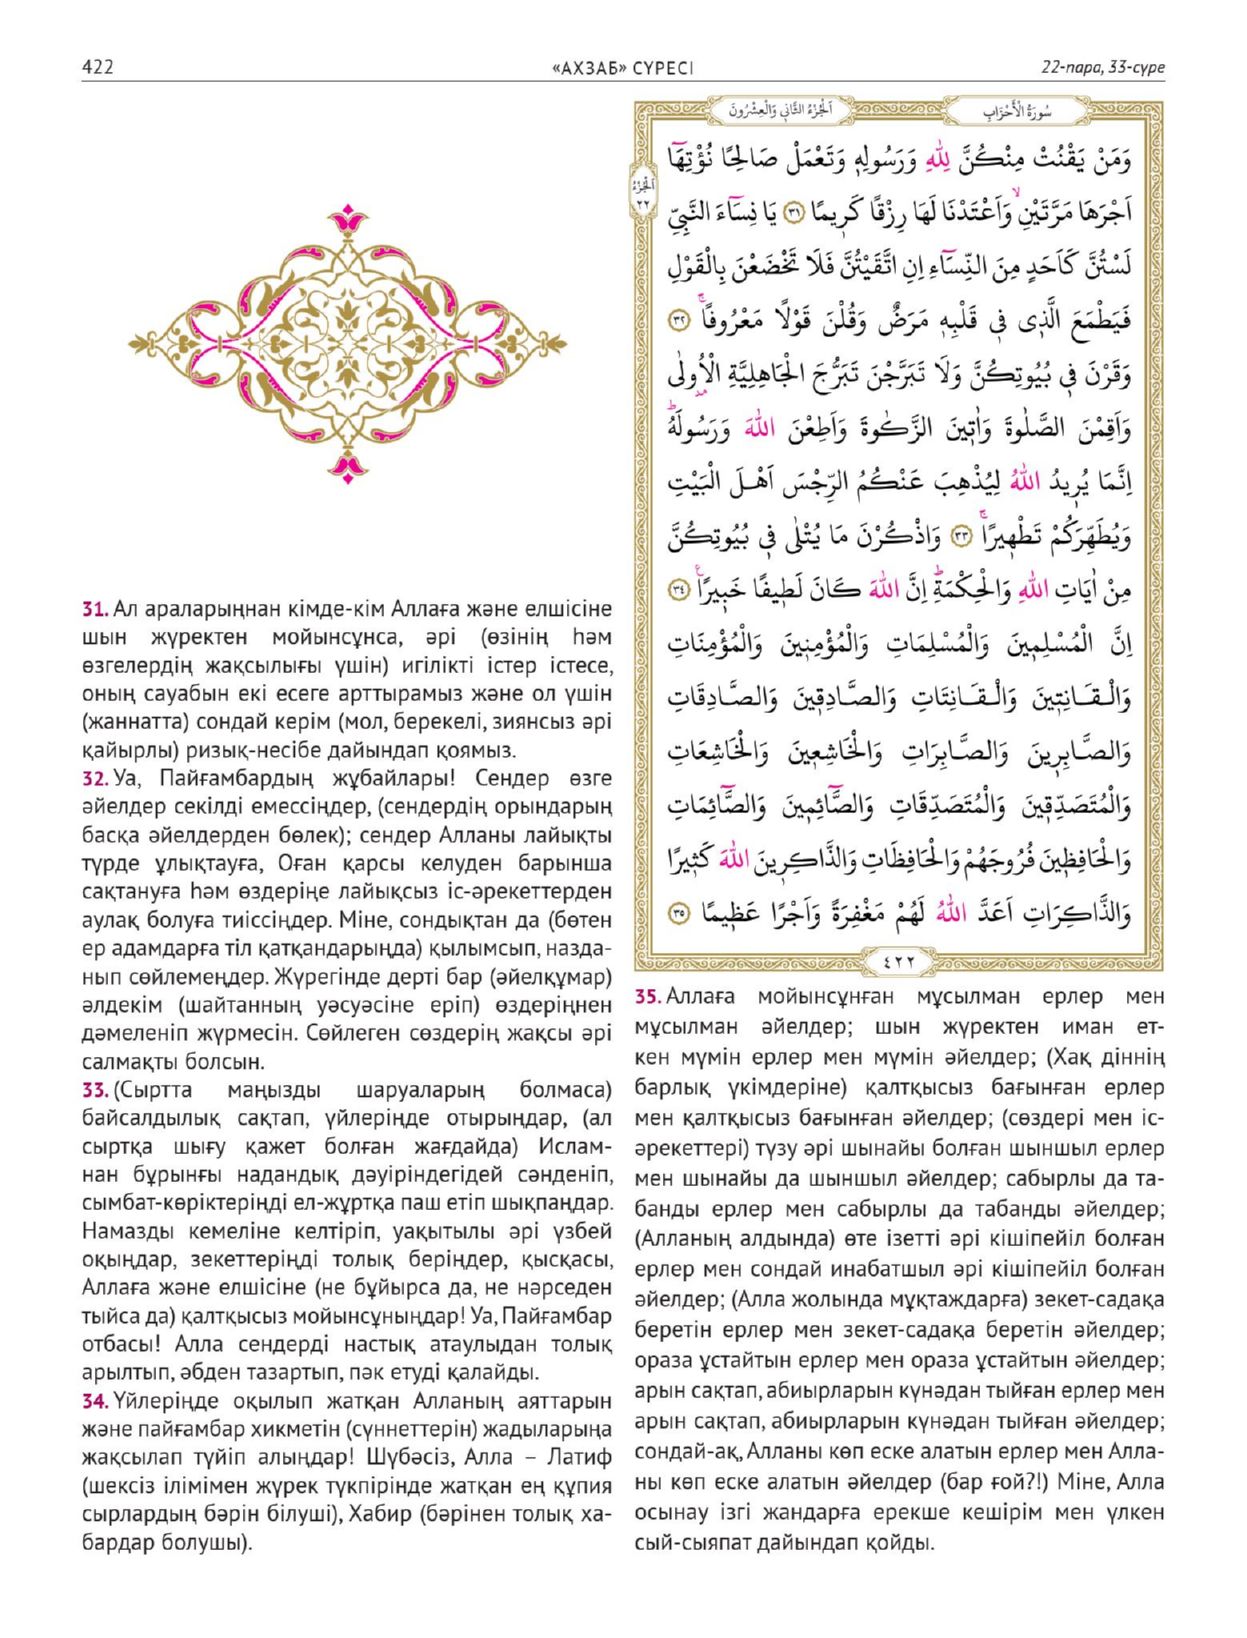 422
«АХЗАБ» СҮРЕСІ
22-пара, 33-сүре
اَلْجُزْءُ الثَّانٖي وَالْعِشْرُونَ
سُورَةُ الْاَحْزَابِ
اَلْجُزْءُ
٢٢
وَمَنْ يَقْنُتْ مِنْكُنَّ لِلّٰهِ وَرَسُولِهٖ وَتَعْمَلْ صَالِحًا نُؤْتِهَٓا
اَجْرَهَا مَرَّتَيْنِۙ وَاَعْتَدْنَا لَهَا رِزْقًا كَرٖيمًا ﴿٣١﴾ يَا نِسَٓاءَ النَّبِيِّ
لَسْتُنَّ كَاَحَدٍ مِنَ النِّسَٓاءِ اِنِ اتَّقَيْتُنَّ فَلَا تَخْضَعْنَ بِالْقَوْلِ
فَيَطْمَعَ الَّذٖى فٖى قَلْبِهٖ مَرَضٌ وَقُلْنَ قَوْلًا مَعْرُوفًاۚ ﴿٣٢﴾
وَقَرْنَ فٖى بُيُوتِكُنَّ وَلَا تَبَرَّجْنَ تَبَرُّجَ الْجَاهِلِيَّةِ الْاُولٰى
وَاَقِمْنَ الصَّلٰوةَ وَاٰتٖينَ الزَّكٰوةَ وَاَطِعْنَ اللّٰهَ وَرَسُولَهُۜ
اِنَّمَا يُرٖيدُ اللّٰهُ لِيُذْهِبَ عَنْكُمُ الرِّجْسَ اَهْلَ الْبَيْتِ
وَيُطَهِّرَكُمْ تَطْهٖيرًاۚ ﴿٣٣﴾ وَاذْكُرْنَ مَا يُتْلٰى فٖى بُيُوتِكُنَّ
مِنْ اٰيَاتِ اللّٰهِ وَالْحِكْمَةِۜ اِنَّ اللّٰهَ كَانَ لَطٖيفًا خَبٖيرًاࣖ ﴿٣٤﴾
اِنَّ الْمُسْلِمٖينَ وَالْمُسْلِمَاتِ وَالْمُؤْمِنٖينَ وَالْمُؤْمِنَاتِ
وَالْقَانِتٖينَ وَالْقَانِتَاتِ وَالصَّادِقٖينَ وَالصَّادِقَاتِ
وَالصَّابِرٖينَ وَالصَّابِرَاتِ وَالْخَاشِعٖينَ وَالْخَاشِعَاتِ
وَالْمُتَصَدِّقٖينَ وَالْمُتَصَدِّقَاتِ وَالصَّٓائِمٖينَ وَالصَّٓائِمَاتِ
وَالْحَافِظٖينَ فُرُوجَهُمْ وَالْحَافِظَاتِ وَالذَّاكِرٖينَ اللّٰهَ كَثٖيرًا
وَالذَّاكِرَاتِ اَعَدَّ اللّٰهُ لَهُمْ مَغْفِرَةً وَاَجْرًا عَظٖيمًا ﴿٣٥﴾
٤٢٢
31. Ал араларыңнан кімде-кім Аллаға және елшісіне
шын жүректен мойынсұнса, әрі (өзінің һәм
өзгелердің жақсылығы үшін) игілікті істер істесе,
оның сауабын екі есеге арттырамыз және ол үшін
(жаннатта) сондай керім (мол, берекелі, зиянсыз әрі
қайырлы) ризық-несібе дайындап қоямыз.
32. Уа, Пайғамбардың жұбайлары! Сендер өзге
әйелдер секілді емессіңдер, (сендердің орындарың
басқа әйелдерден бөлек); сендер Алланы лайықты
түрде ұлықтауға, Оған қарсы келуден барынша
сақтануға һәм өздеріңе лайықсыз іс-әрекеттерден
аулақ болуға тиіссіңдер. Міне, сондықтан да (бөтен
ер адамдарға тіл қатқандарыңда) қылымсып, назда-
нып сөйлемеңдер. Жүрегінде дерті бар (әйелқұмар)
әлдекім (шайтанның уәсуәсіне еріп) өздеріңнен
дәмеленіп жүрмесін. Сөйлеген сөздерің жақсы әрі
салмақты болсын.
33. (Сыртта маңызды шаруаларың болмаса)
байсалдылық сақтап, үйлеріңде отырыңдар, (ал
сыртқа шығу қажет болған жағдайда) Ислам-
нан бұрынғы надандық дәуіріндегідей сәнденіп,
сымбат-көріктеріңді ел-жұртқа паш етіп шықпаңдар.
Намазды кемеліне келтіріп, уақытылы әрі үзбей
оқыңдар, зекеттеріңді толық беріңдер, қысқасы,
Аллаға және елшісіне (не бұйырса да, не нәрседен
тыйса да) қалтқысыз мойынсұныңдар! Уа, Пайғамбар
отбасы! Алла сендерді настық атаулыдан толық
арылтып, әбден тазартып, пәк етуді қалайды.
34. Үйлеріңде оқылып жатқан Алланың аяттарын
және пайғамбар хикметін (сүннеттерін) жадыларыңа
жақсылап түйіп алыңдар! Шүбәсіз, Алла – Латиф
(шексіз ілімімен жүрек түкпірінде жатқан ең құпия
сырлардың бәрін білуші), Хабир (бәрінен толық ха-
бардар болушы).
35. Аллаға мойынсұнған мұсылман ерлер мен
мұсылман әйелдер; шын жүректен иман ет-
кен мүмін ерлер мен мүмін әйелдер; (Хақ діннің
барлық үкімдеріне) қалтқысыз бағынған ерлер
мен қалтқысыз бағынған әйелдер; (сөздері мен іс-
әрекеттері) түзу әрі шынайы болған шыншыл ерлер
мен шынайы да шыншыл әйелдер; сабырлы да та-
банды ерлер мен сабырлы да табанды әйелдер;
(Алланың алдында) өте ізетті әрі кішіпейіл болған
ерлер мен сондай инабатшыл әрі кішіпейіл болған
әйелдер; (Алла жолында мұқтаждарға) зекет-садақа
беретін ерлер мен зекет-садақа беретін әйелдер;
ораза ұстайтын ерлер мен ораза ұстайтын әйелдер;
арын сақтап, абиырларын күнәдан тыйған ерлер мен
арын сақтап, абиырларын күнәдан тыйған әйелдер;
сондай-ақ, Алланы көп еске алатын ерлер мен Алла-
ны көп еске алатын әйелдер (бар ғой?!) Міне, Алла
осынау ізгі жандарға ерекше кешірім мен үлкен
сый-сыяпат дайындап қойды.